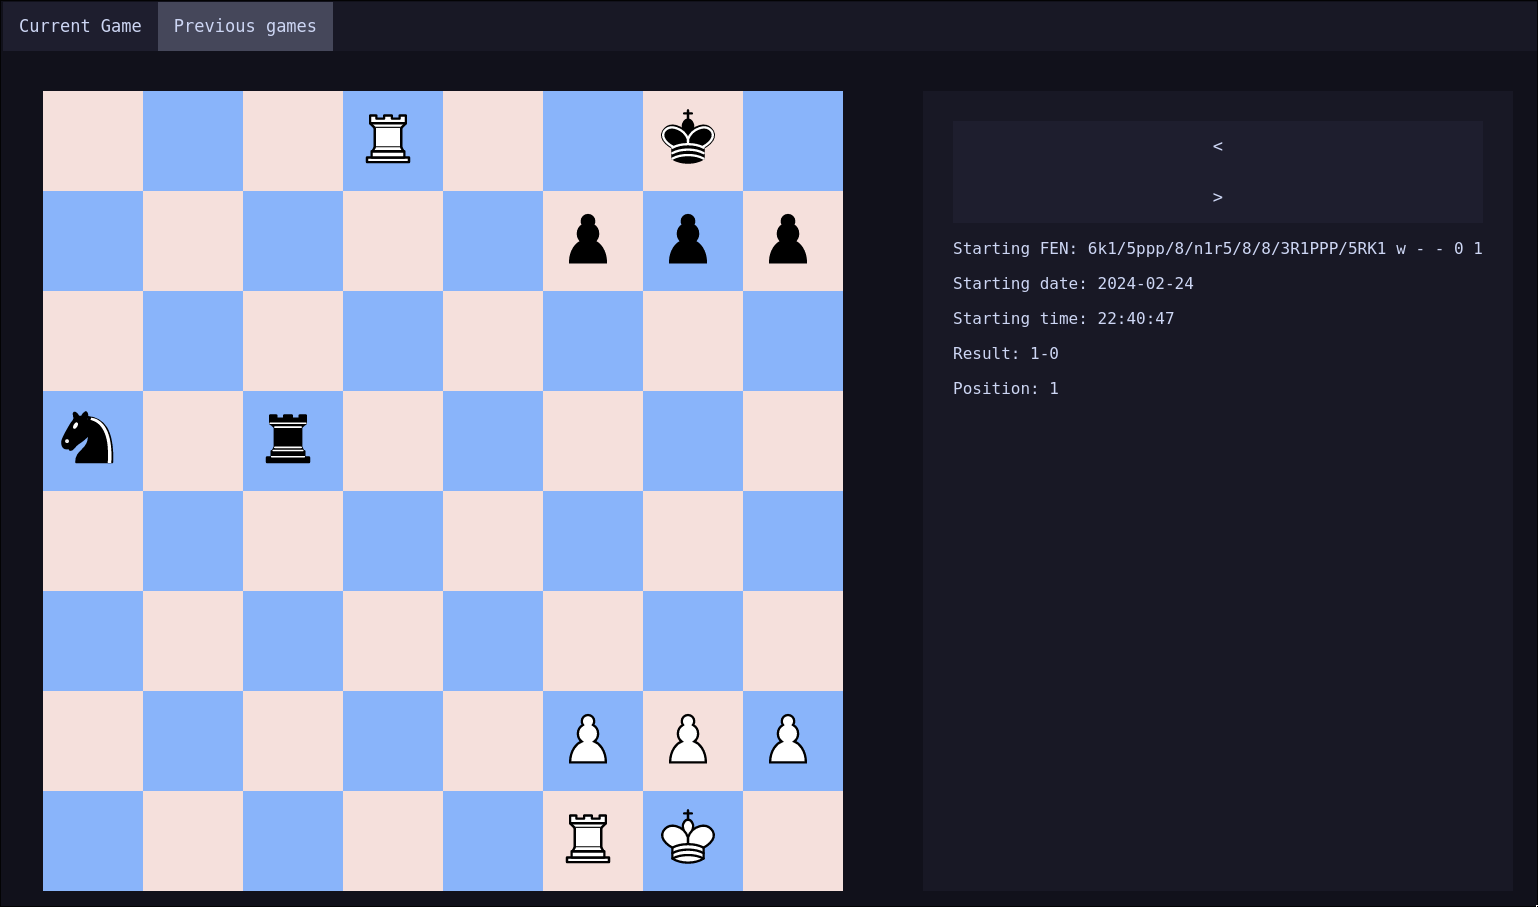 Current Game
Previous games
<
>
Starting FEN: 6k1/5ppp/8/n1r5/8/8/3R1PPP/5RK1 w - - 0 1
Starting date: 2024-02-24
Starting time: 22:40:47
Result: 1-0
Position: 1